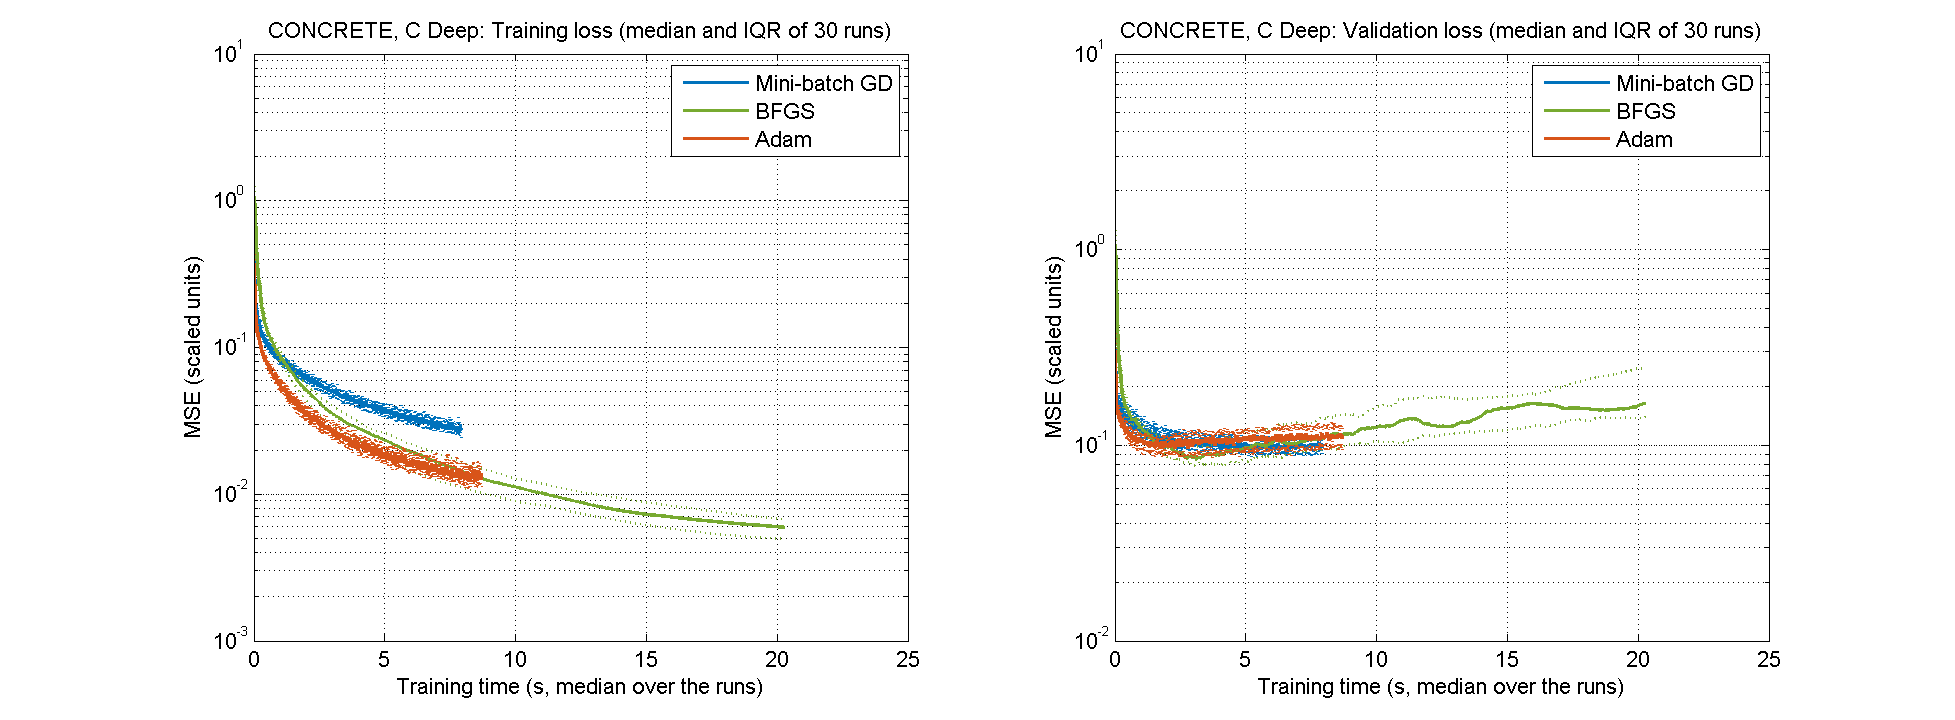 CONCRETE, C Deep: Training loss (median and IQR of 30 runs)
10^1
10^0
10^-1
10^-2
10^-3
MSE (scaled units)
Mini-batch GD
BFGS
Adam
0 5 10 15 20 25
Training time (s, median over the runs)
CONCRETE, C Deep: Validation loss (median and IQR of 30 runs)
10^1
10^0
10^-1
10^-2
MSE (scaled units)
Mini-batch GD
BFGS
Adam
0 5 10 15 20 25
Training time (s, median over the runs)